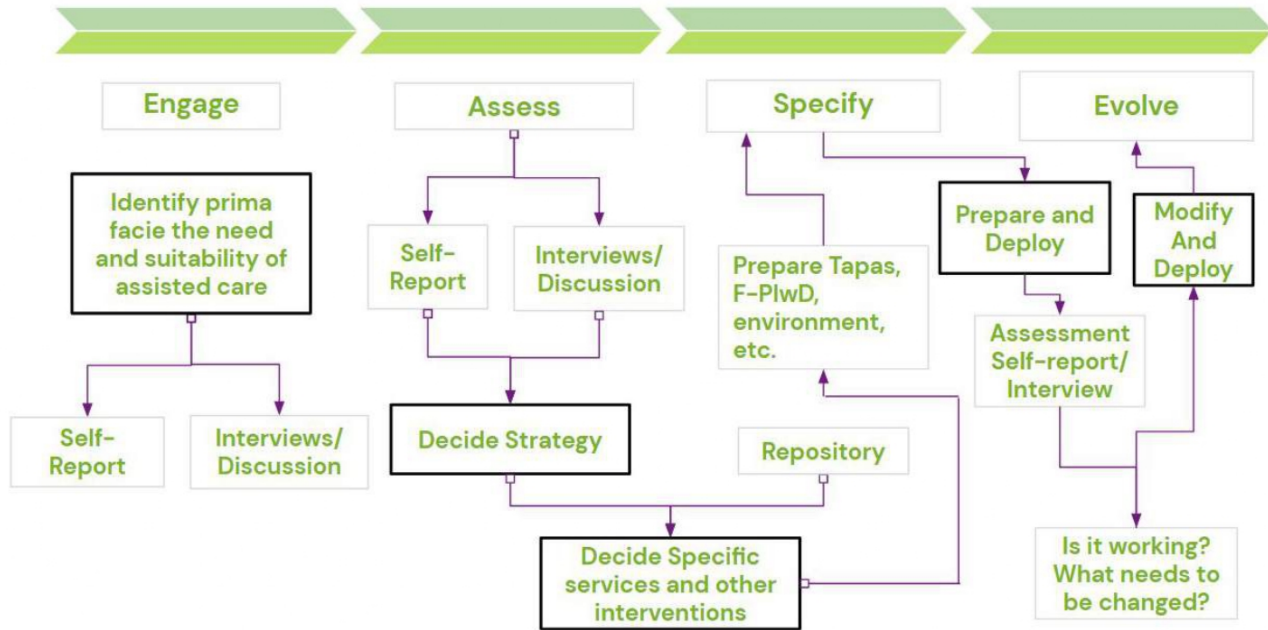 Engage
Assess
Specify
Evolve
Identify prima
facie the need
and suitability of
assisted care
Self-
Report
Interviews/
Discussion
Self-
Report
Interviews/
Discussion
Decide Strategy
Repository
Decide Specific
services and other
interventions
Prepare Tapas,
F-PlwD,
environment,
etc.
Prepare and
Deploy
Assessment
Self-report/
Interview
Modify
And
Deploy
Is it working?
What needs to
be changed?